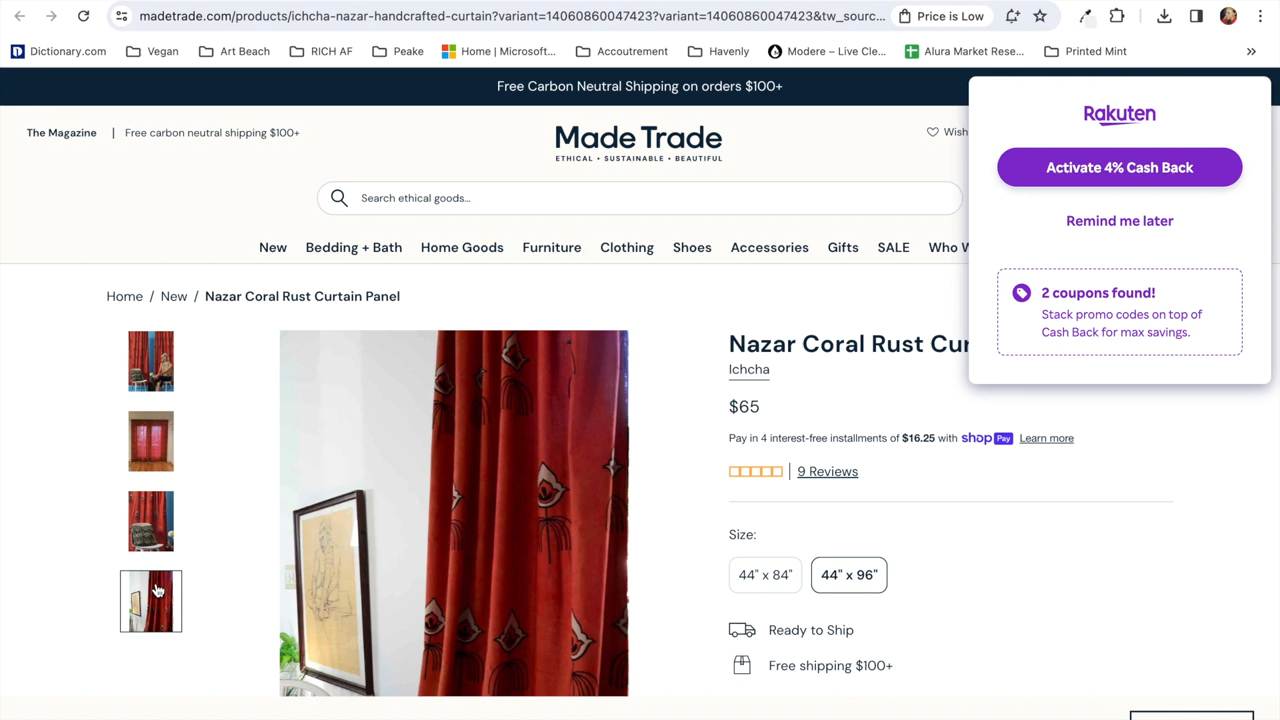 madetrade.com/products/ichcha-nazar-handcrafted-curtain?variant=14060860047423?variant=14060860047423&tw_sourc...
Price is Low
Dictionary.com
Vegan
Art Beach
RICH AF
Peake
Home | Microsoft...
Accoutrement
Havenly
Modere – Live Cle...
Alura Market Rese...
Printed Mint
Free Carbon Neutral Shipping on orders $100+
The Magazine | Free carbon neutral shipping $100+
Made Trade
ETHICAL • SUSTAINABLE • BEAUTIFUL
Wish
Search ethical goods...
New
Bedding + Bath
Home Goods
Furniture
Clothing
Shoes
Accessories
Gifts
SALE
Who W
Rakuten
Activate 4% Cash Back
Remind me later
2 coupons found!
Stack promo codes on top of
Cash Back for max savings.
Home / New / Nazar Coral Rust Curtain Panel
Nazar Coral Rust Cur
Ichcha
$65
Pay in 4 interest-free installments of $16.25 with shop Pay Learn more
9 Reviews
Size:
44" x 84"
44" x 96"
Ready to Ship
Free shipping $100+